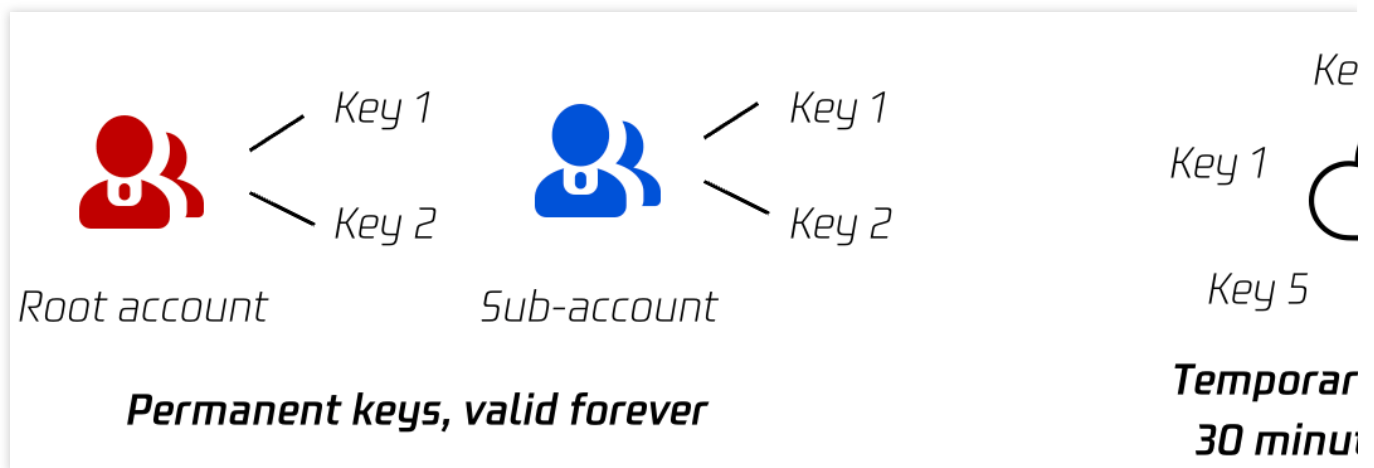 Key 1
Key 2
Root account
Key 1
Key 2
Sub-account
Permanent keys, valid forever
Key 1
Key 5
30